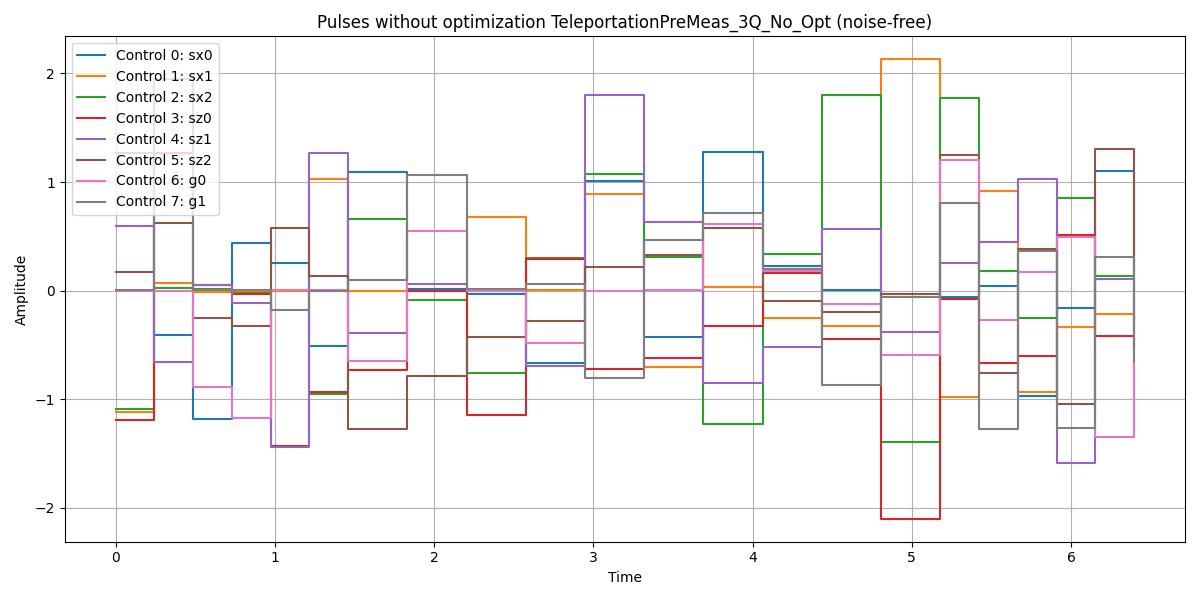 Pulses without optimization TeleportationPreMeas_3Q_No_Opt (noise-free)
Control 0: sx0
Control 1: sx1
Control 2: sx2
Control 3: sz0
Control 4: sz1
Control 5: sz2
Control 6: g0
Control 7: g1
Amplitude
2
1
0
−1
−2
0 1 2 3 4 5 6
Time